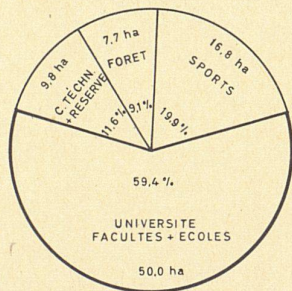 7.7 ha
FORET
9.1 %
16.8 ha
SPORTS
19.9 %
9.8 ha
C. TÉCHN.
+ RESERVE
11.6 %
59.4 %
UNIVERSITE
FACULTES + ECOLES
50.0 ha